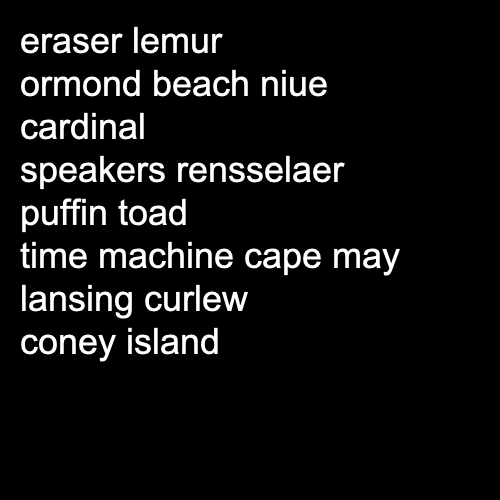 eraser lemur
ormond beach niue
cardinal
speakers rensselaer
puffin toad
time machine cape may
lansing curlew
coney island